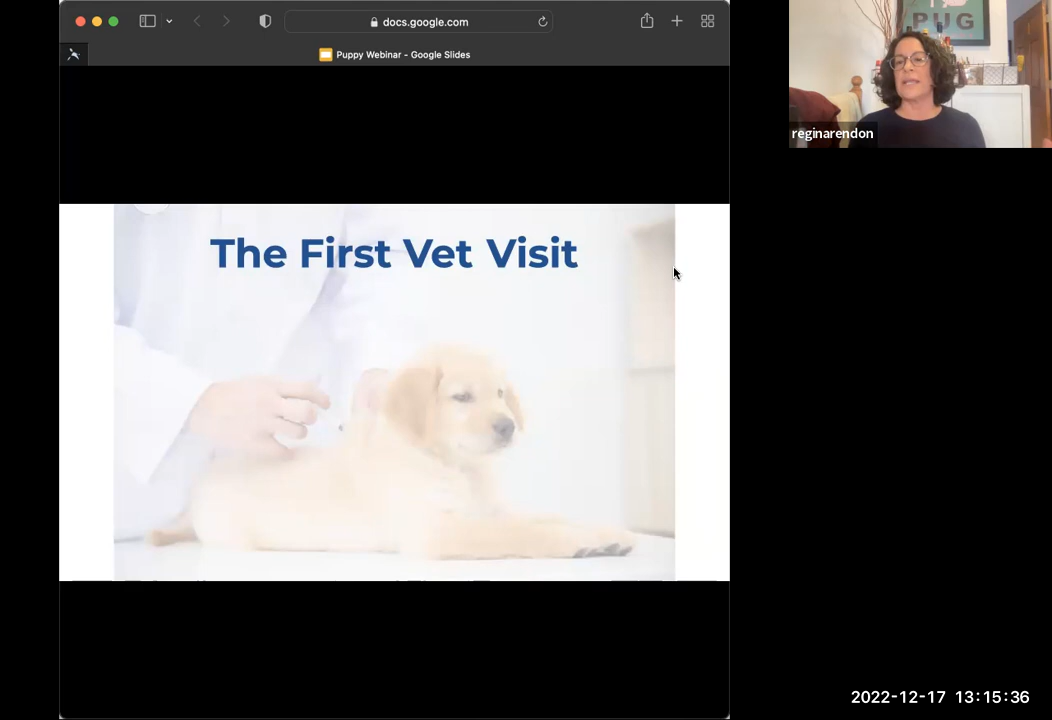 docs.google.com
Puppy Webinar - Google Slides
PUG
reginarendon
The First Vet Visit
2022-12-17 13:15:36